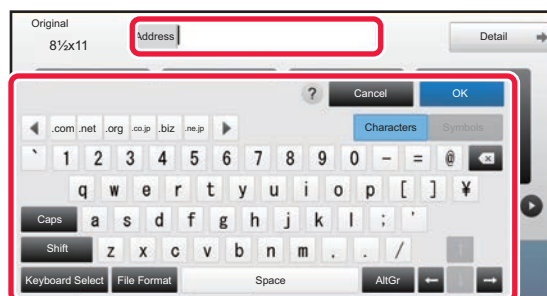 Original
8½x11
Address
Detail
? Cancel OK
.com .net .org .co.jp .biz .ne.jp Characters Symbols
` 1 2 3 4 5 6 7 8 9 0 - = @
q w e r t y u i o p [ ] ¥
Caps a s d f g h j k l ; '
Shift z x c v b n m . . /
Keyboard Select File Format Space AltGr